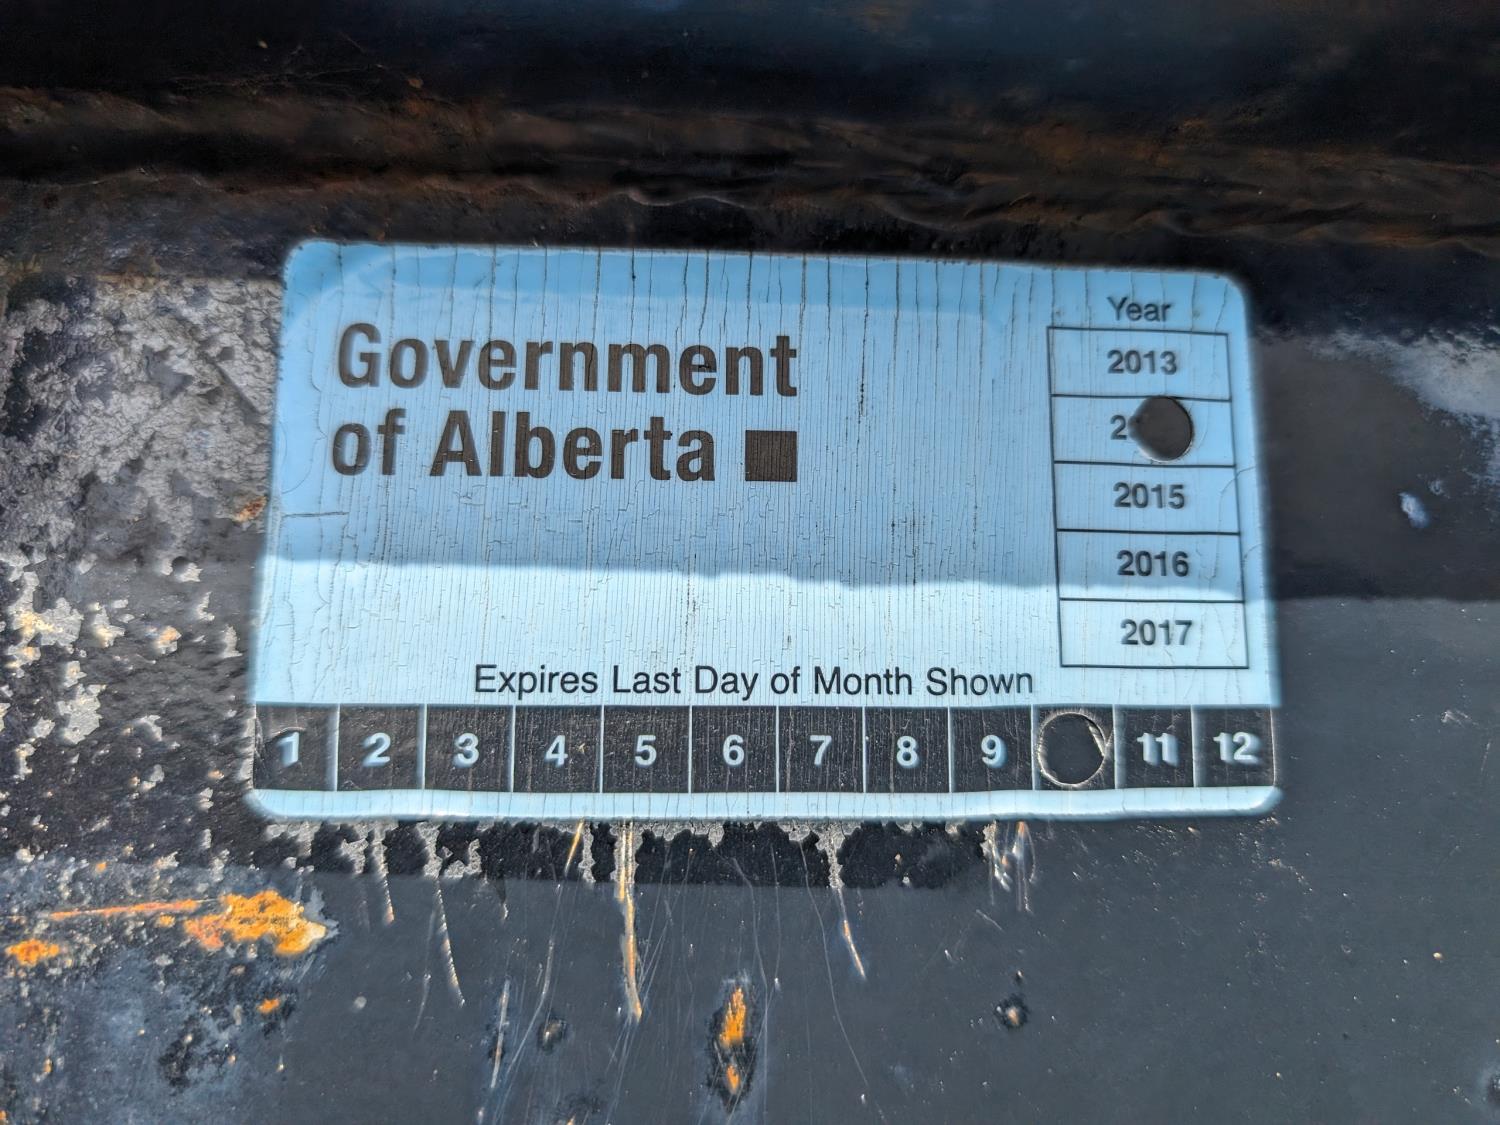 Government
of Alberta
Year
2013
2
2015
2016
2017
Expires Last Day of Month Shown
1 2 3 4 5 6 7 8 9 11 12